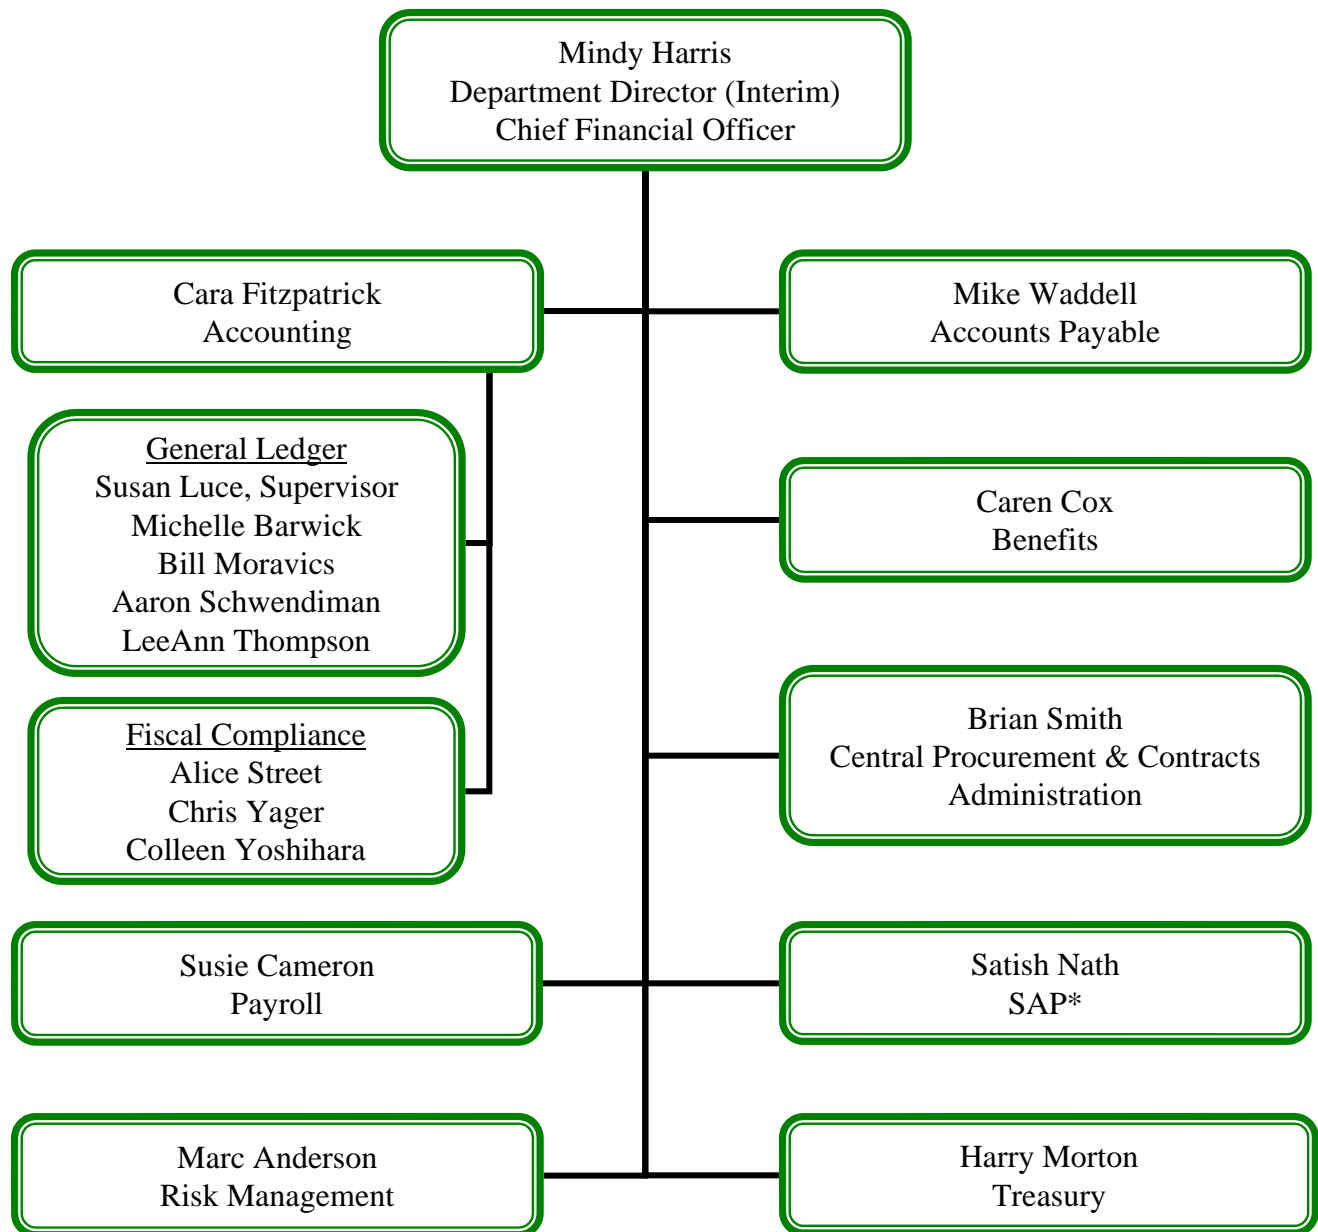 Mindy Harris
Department Director (Interim)
Chief Financial Officer
Cara Fitzpatrick
Accounting
Mike Waddell
Accounts Payable
General Ledger
Susan Luce, Supervisor
Michelle Barwick
Bill Moravics
Aaron Schwendiman
LeeAnn Thompson
Caren Cox
Benefits
Fiscal Compliance
Alice Street
Chris Yager
Colleen Yoshihara
Brian Smith
Central Procurement & Contracts
Administration
Susie Cameron
Payroll
Satish Nath
SAP*
Marc Anderson
Risk Management
Harry Morton
Treasury